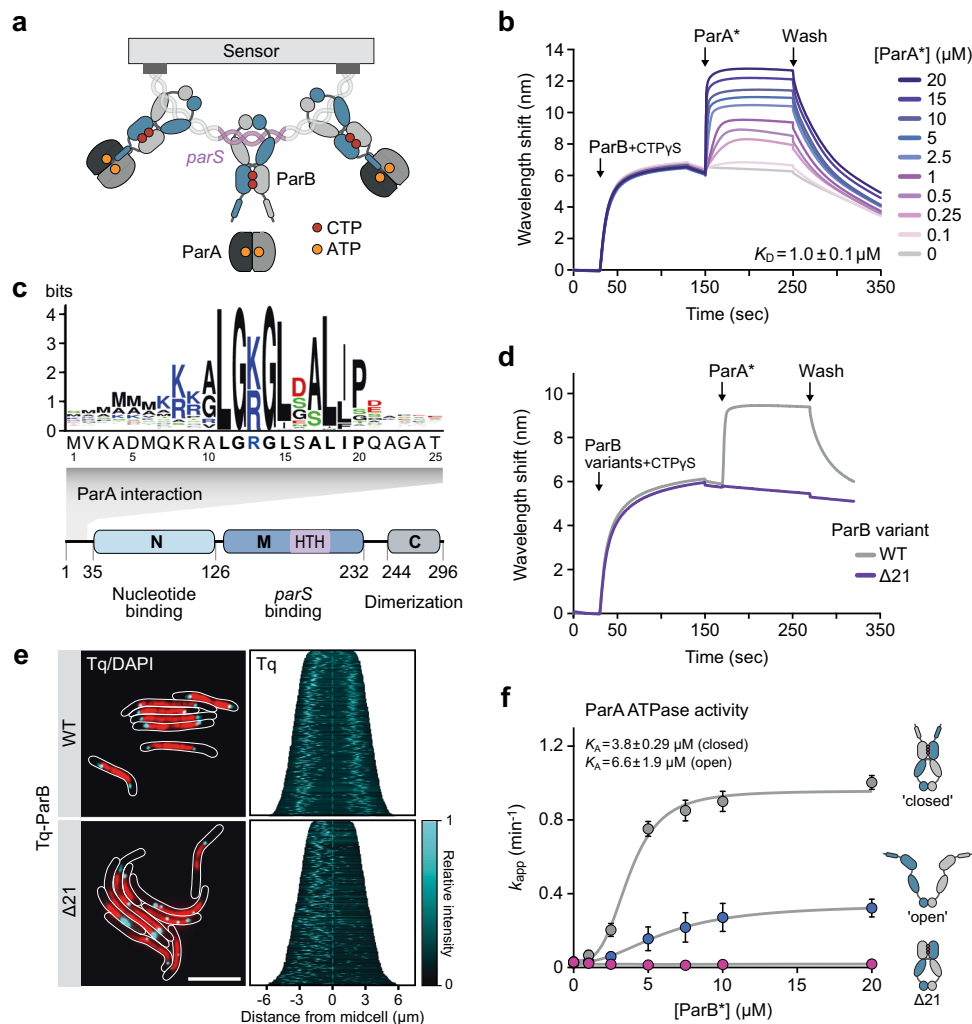 a
Sensor
parS
ParB
CTP
ATP
ParA
b
ParA*
Wash
[ParA*] (µM)
Wavelength shift (nm)
14
12
10
8
6
4
2
0
ParB+CTPγS
20
15
10
5
2.5
1
0.5
0.25
0.1
0
KD = 1.0 ± 0.1 µM
0 50 150 200 250 350
Time (sec)
c
bits
4
3
2
1
0
MVKADMQKRALGRGLSALIPQAGAT
1 5 10 15 20 25
ParA interaction
N M HTH C
1 35 126 232 244 296
Nucleotide binding
parS binding
Dimerization
d
ParA*
Wash
Wavelength shift (nm)
10
8
6
4
2
0
ParB
variants+CTPγS
ParB variant
WT
Δ21
0 50 150 200 250 350
Time (sec)
e
Tq/DAPI
Tq
WT
Tq-ParB
Δ21
1
Relative intensity
0
-6 -3 0 3 6
Distance from midcell (µm)
f
ParA ATPase activity
KA = 3.8±0.29 µM (closed)
KA = 6.6±1.9 µM (open)
kapp (min-1)
1.2
0.8
0.4
0
0 5 10 15 20
[ParB*] (µM)
'closed'
'open'
Δ21